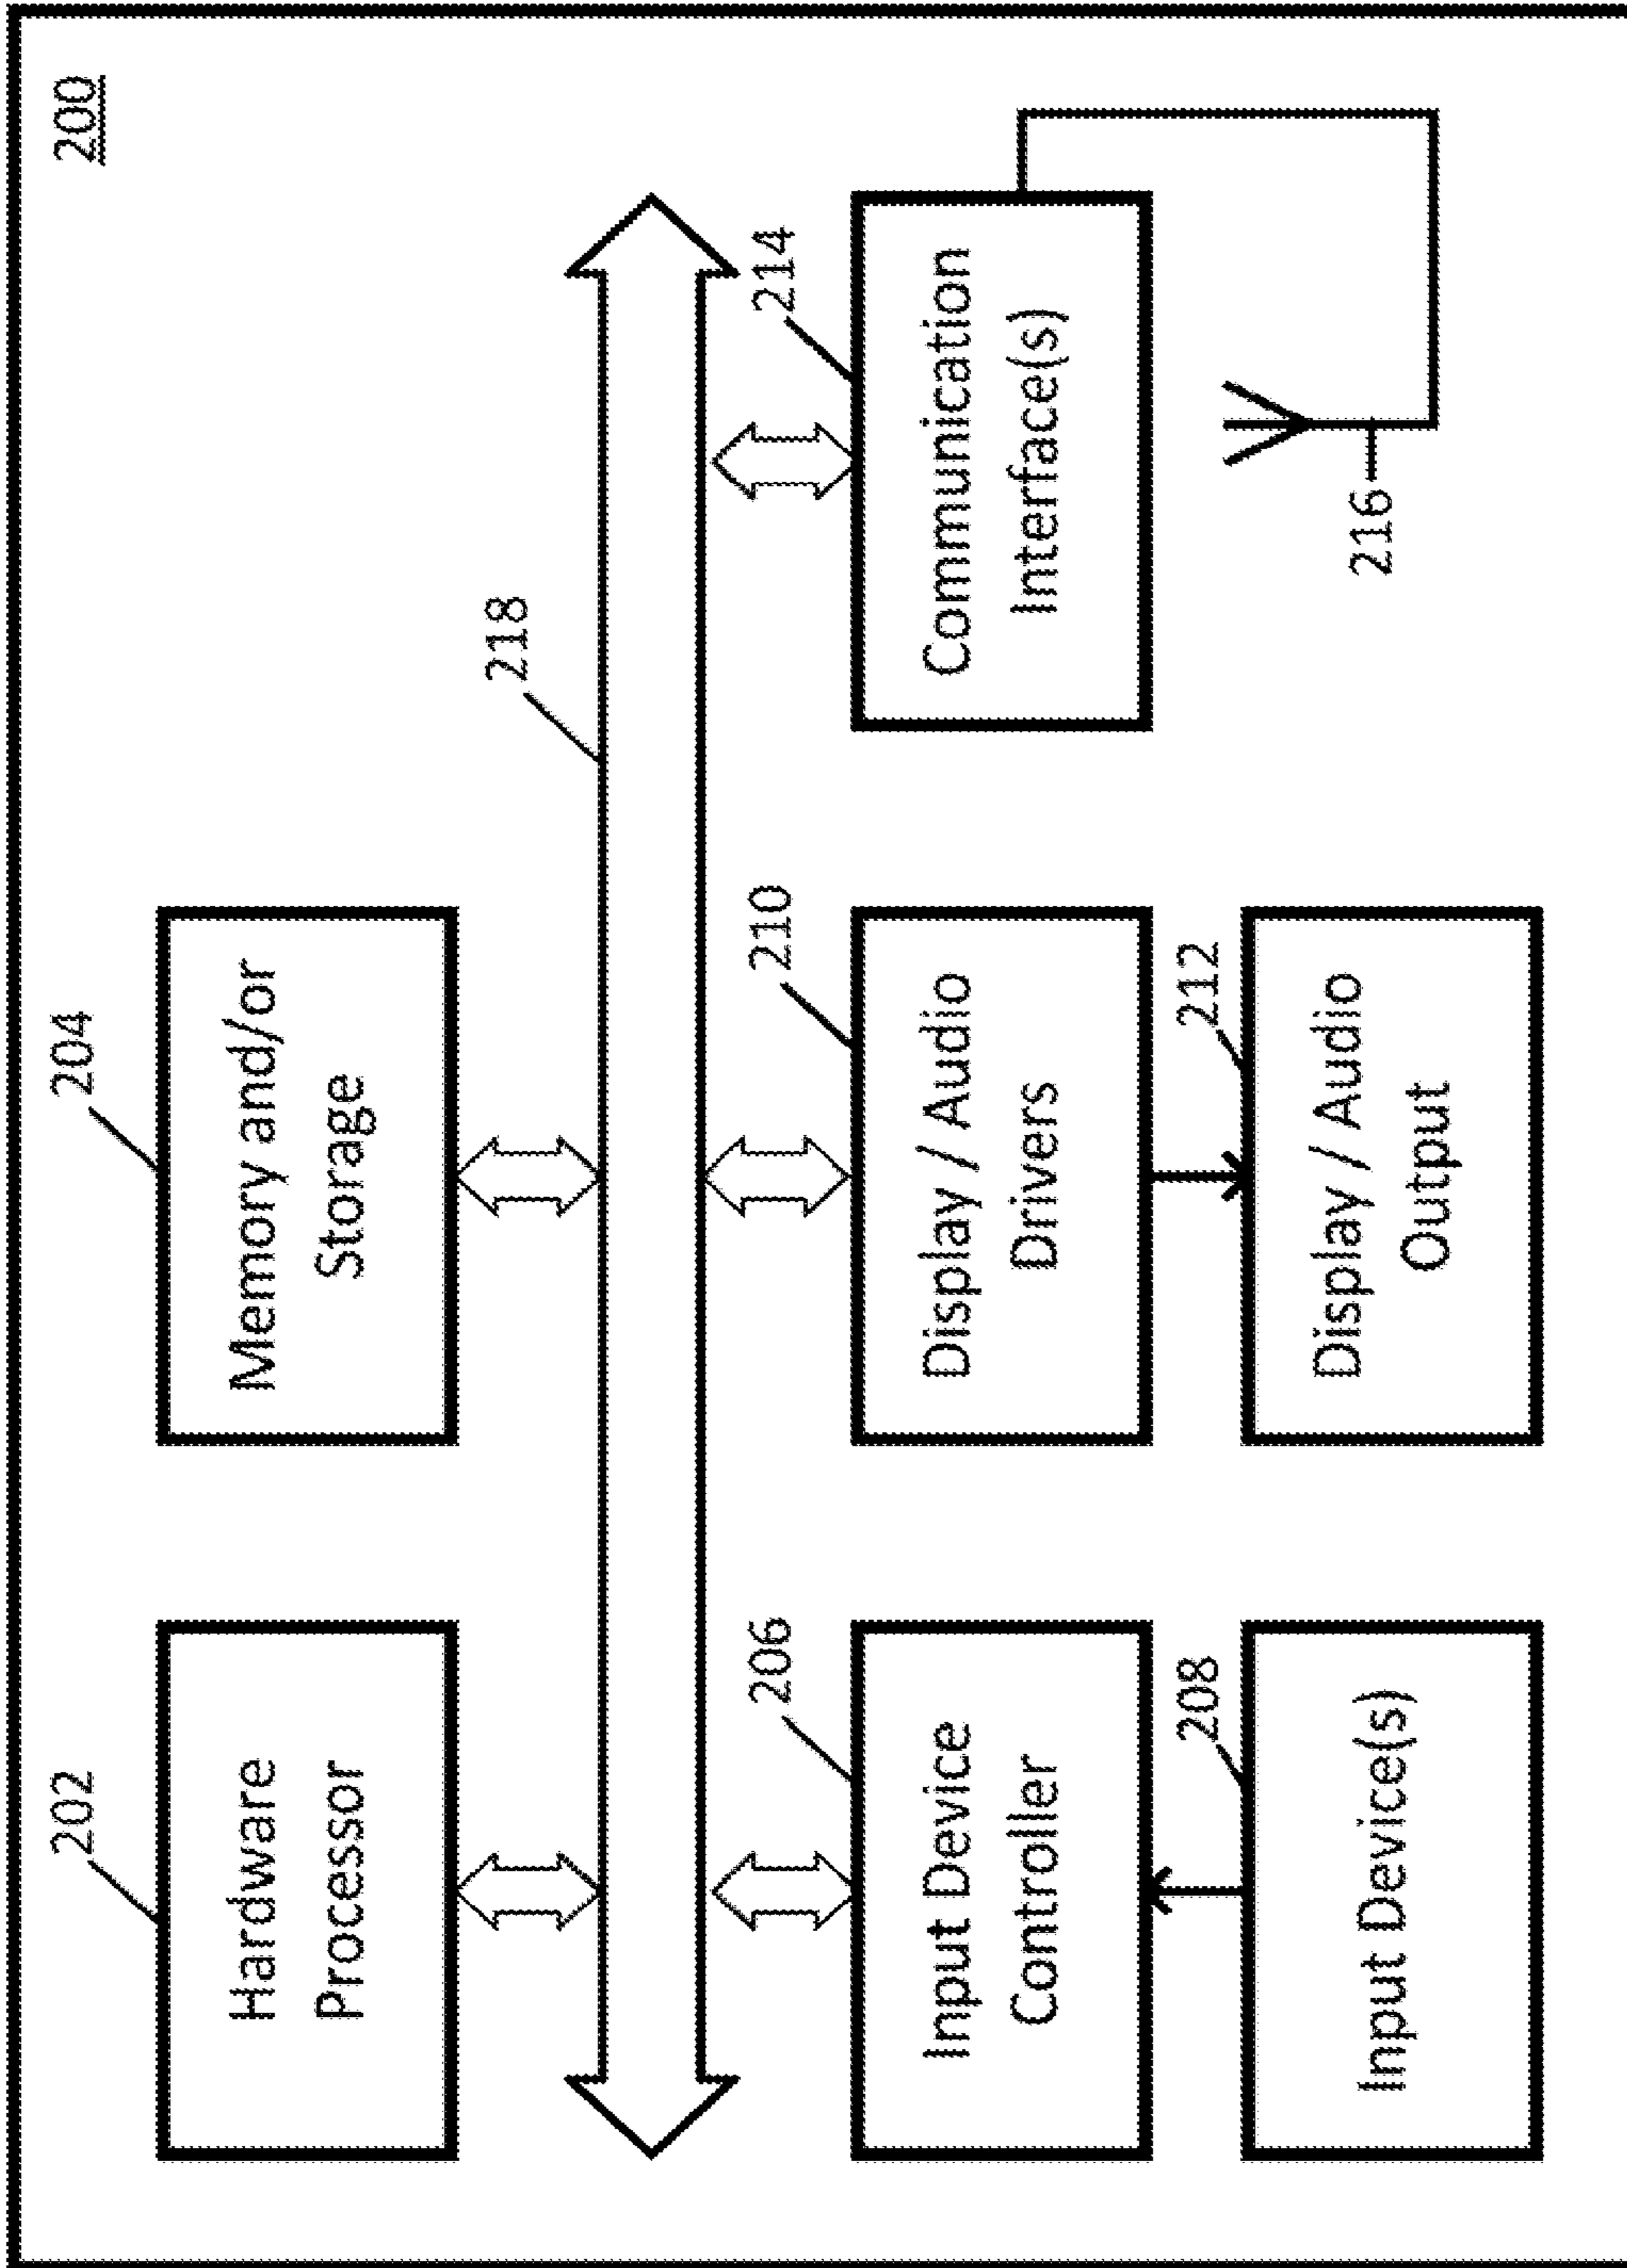 200
202
Hardware
Processor
204
Memory and/or
Storage
218
206
Input Device
Controller
210
Display / Audio
Drivers
214
Communication
Interface(s)
208
Input Device(s)
212
Display / Audio
Output
216